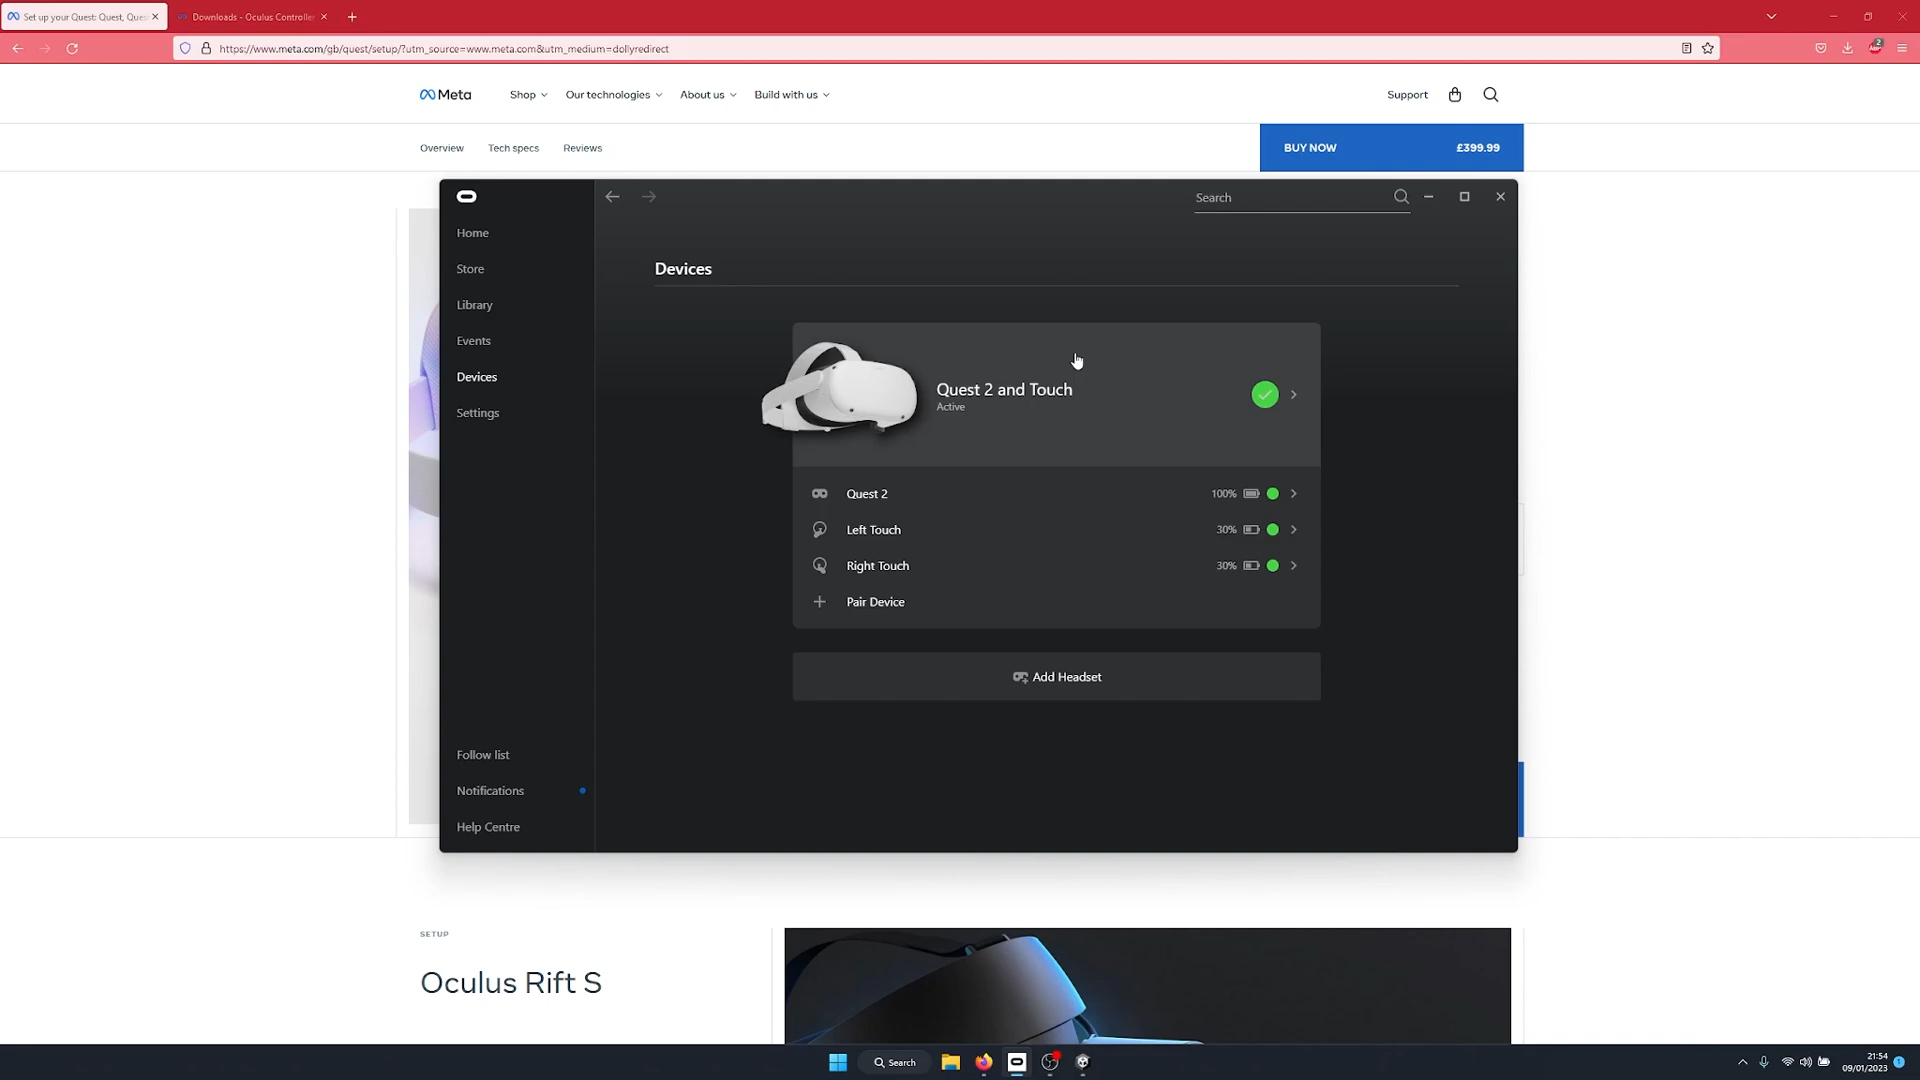 Set up your Quest: Quest, Ques
Downloads - Oculus Controller
https://www.meta.com/gb/quest/setup/?utm_source=www.meta.com&utm_medium=dollyredirect
2
Meta
Shop
Our technologies
About us
Build with us
Support
Overview
Tech specs
Reviews
BUY NOW
£399.99
Search
Home
Store
Library
Events
Devices
Settings
Follow list
Notifications
Help Centre
Devices
Quest 2 and Touch
Active
Quest 2
100%
Left Touch
30%
Right Touch
30%
Pair Device
Add Headset
SETUP
Oculus Rift S
Search
21:54
09/01/2023
1